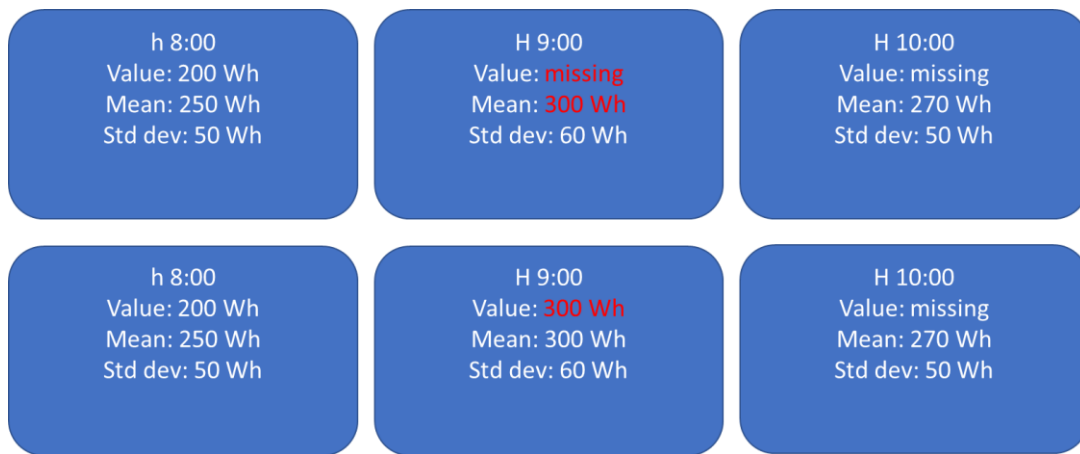 h 8:00
Value: 200 Wh
Mean: 250 Wh
Std dev: 50 Wh
H 9:00
Value: missing
Mean: 300 Wh
Std dev: 60 Wh
H 10:00
Value: missing
Mean: 270 Wh
Std dev: 50 Wh
h 8:00
Value: 200 Wh
Mean: 250 Wh
Std dev: 50 Wh
H 9:00
Value: 300 Wh
Mean: 300 Wh
Std dev: 60 Wh
H 10:00
Value: missing
Mean: 270 Wh
Std dev: 50 Wh